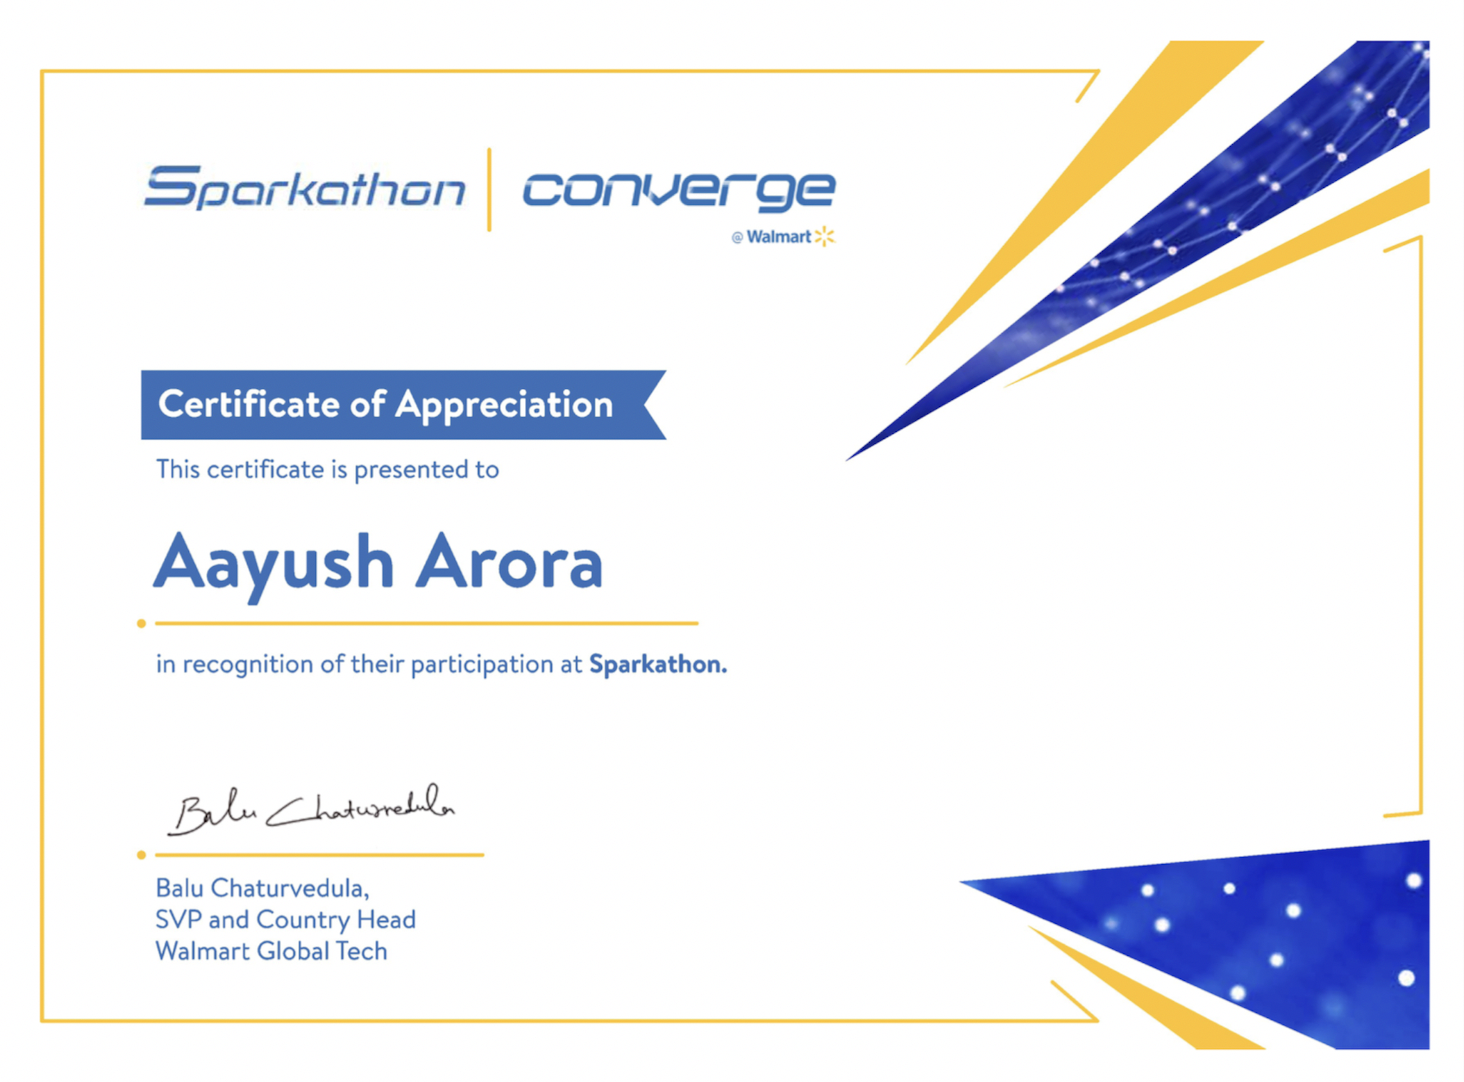 Sparkathon | converge
@ Walmart
Certificate of Appreciation
This certificate is presented to
Aayush Arora
in recognition of their participation at Sparkathon.
Balu Chaturvedula
Balu Chaturvedula,
SVP and Country Head
Walmart Global Tech